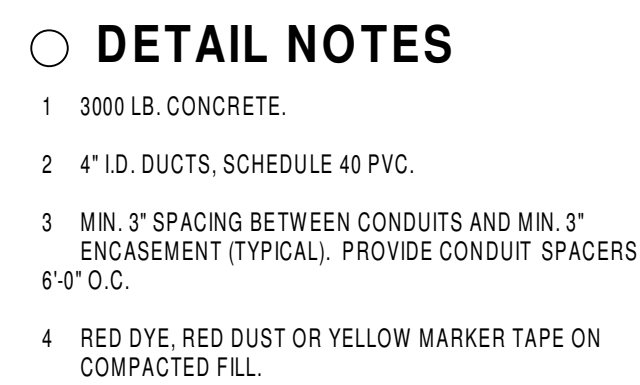 DETAIL NOTES
1 3000 LB. CONCRETE.
2 4" I.D. DUCTS, SCHEDULE 40 PVC.
3 MIN. 3" SPACING BETWEEN CONDUITS AND MIN. 3"
ENCASEMENT (TYPICAL). PROVIDE CONDUIT SPACERS
6'-0" O.C.
4 RED DYE, RED DUST OR YELLOW MARKER TAPE ON
COMPACTED FILL.